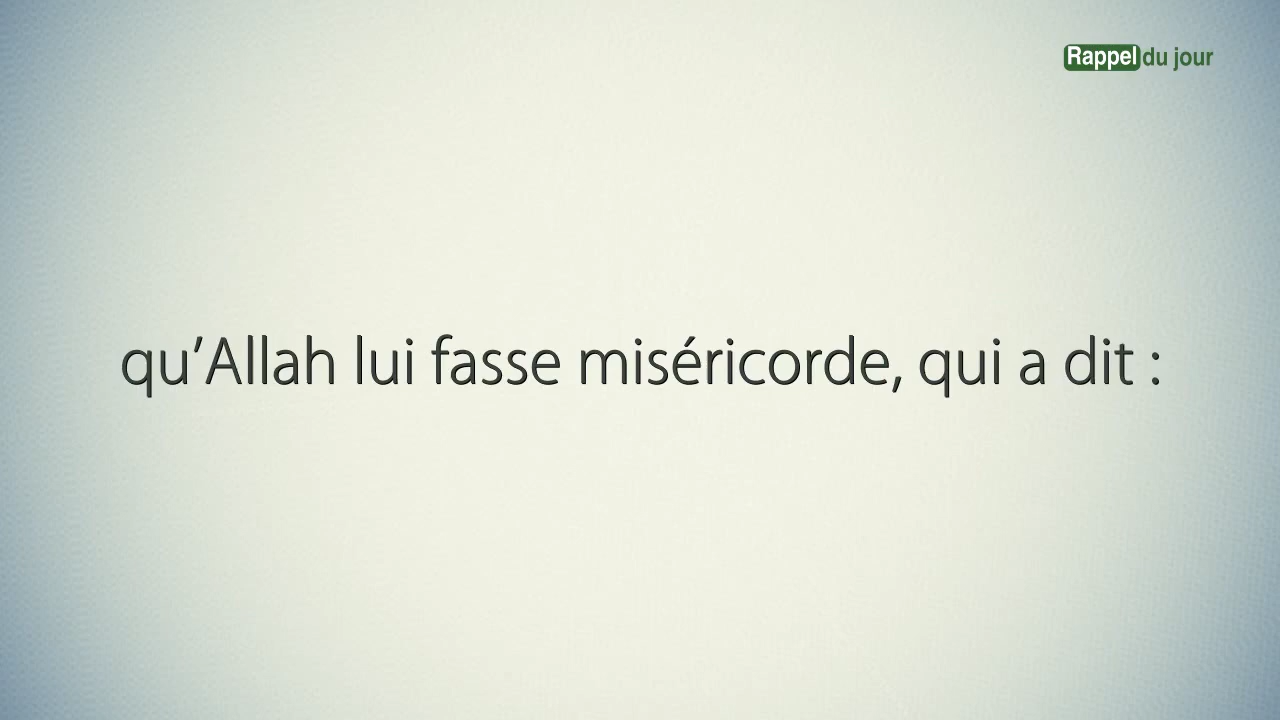 Rappel du jour
qu’Allah lui fasse miséricorde, qui a dit :